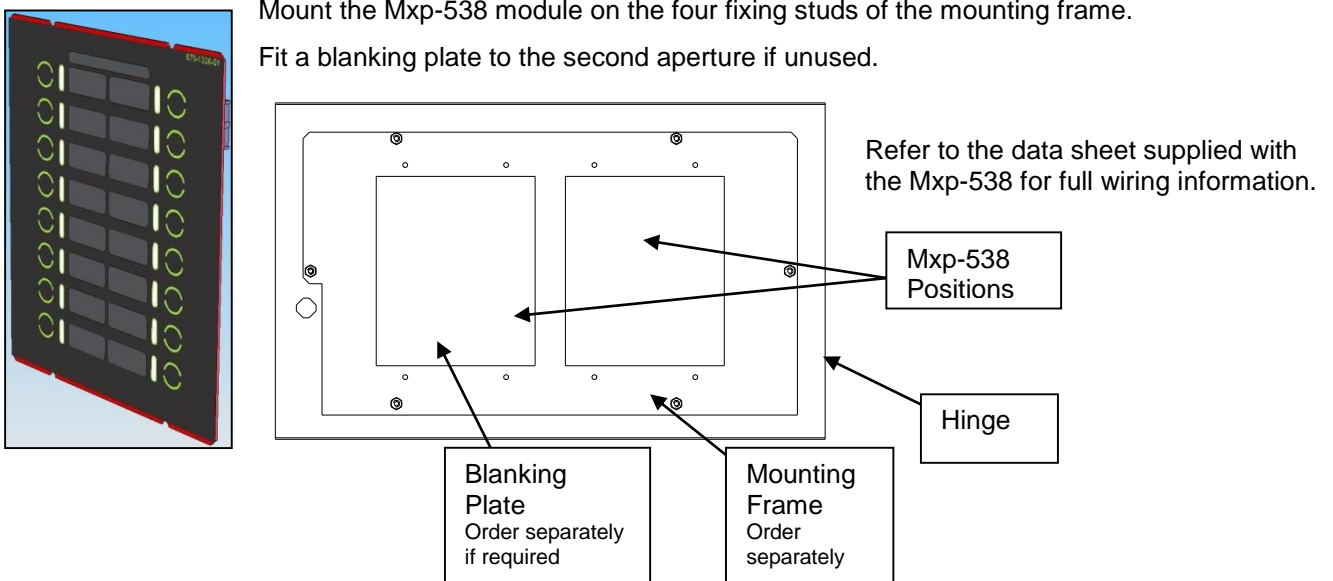 Mount the Mxp-538 module on the four fixing studs of the mounting frame.
Fit a blanking plate to the second aperture if unused.
Refer to the data sheet supplied with
the Mxp-538 for full wiring information.
Mxp-538
Positions
Hinge
Blanking
Plate
Order separately
if required
Mounting
Frame
Order
separately